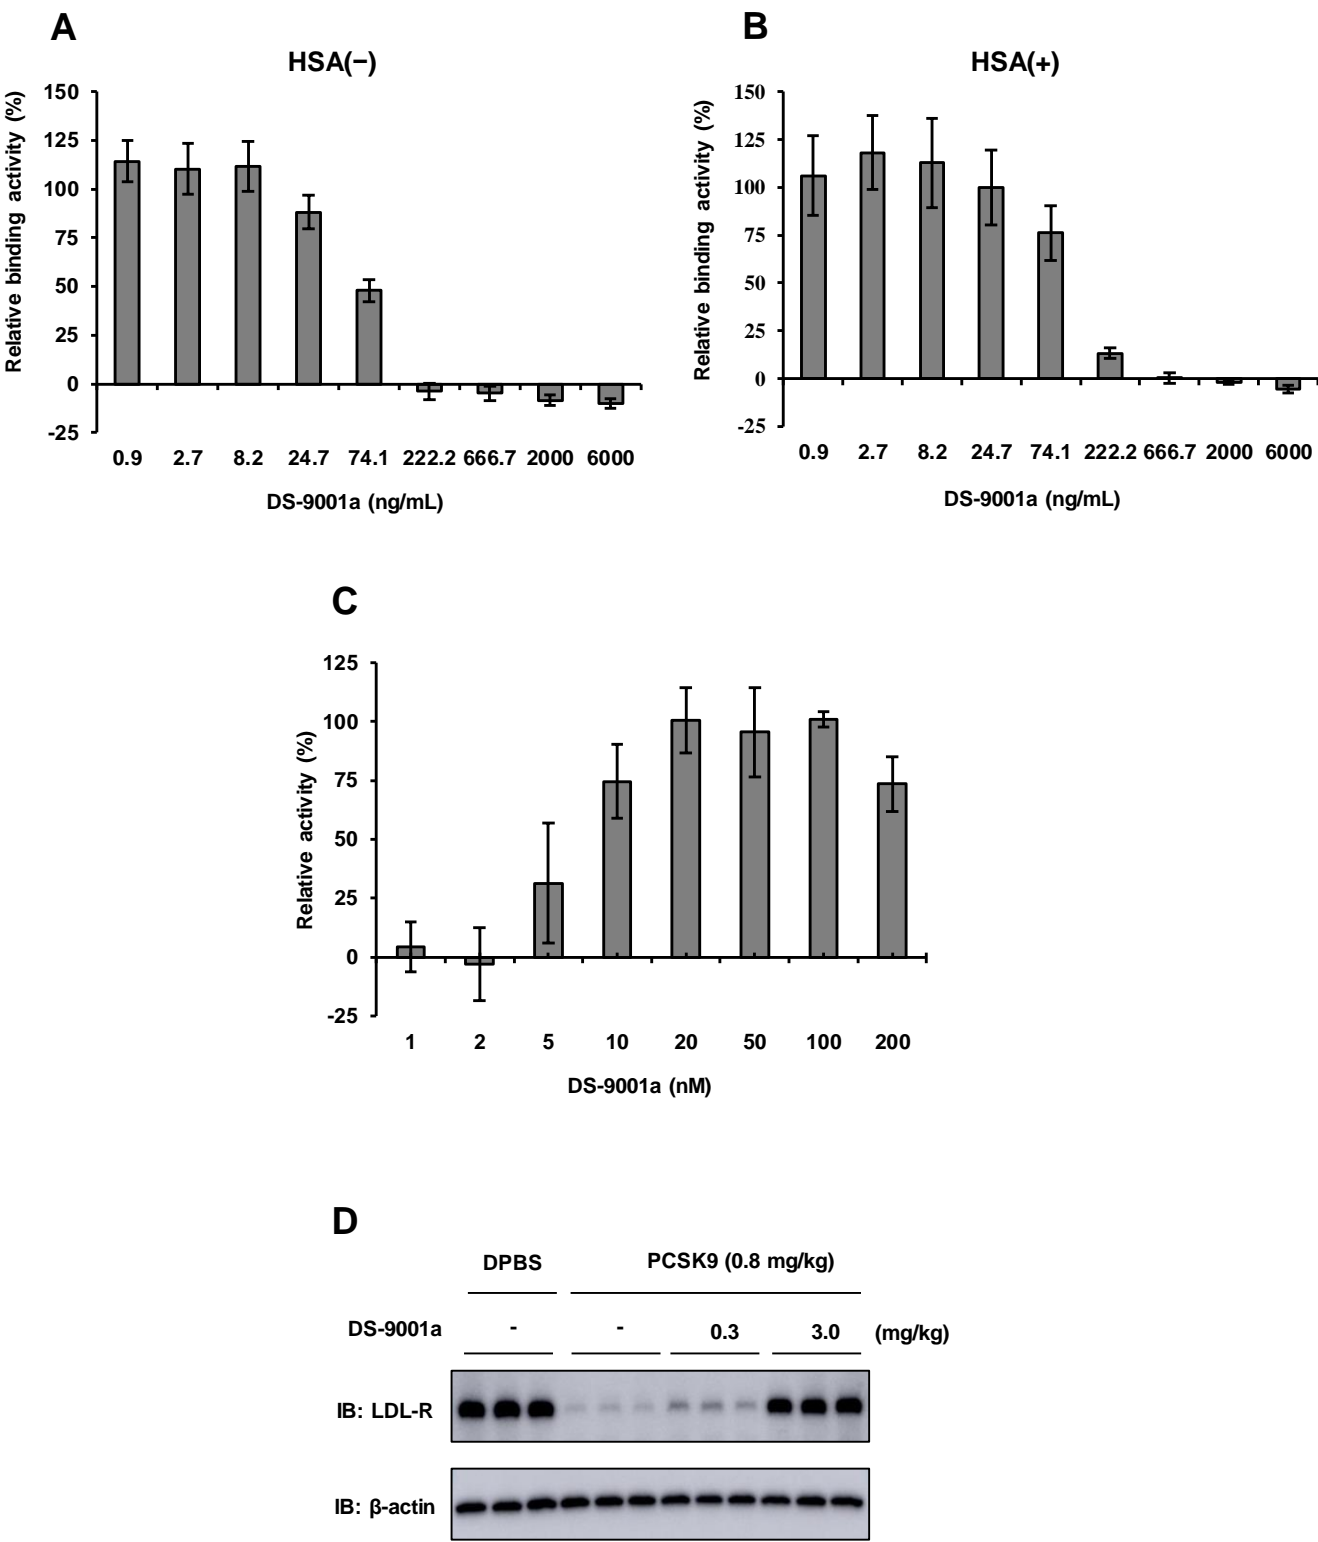 A
HSA(−)
Relative binding activity (%)
150
125
100
75
50
25
0
-25
0.9 2.7 8.2 24.7 74.1 222.2 666.7 2000 6000
DS-9001a (ng/mL)
B
HSA(+)
Relative binding activity (%)
150
125
100
75
50
25
0
-25
0.9 2.7 8.2 24.7 74.1 222.2 666.7 2000 6000
DS-9001a (ng/mL)
C
Relative activity (%)
125
100
75
50
25
0
-25
1 2 5 10 20 50 100 200
DS-9001a (nM)
D
DPBS PCSK9 (0.8 mg/kg)
DS-9001a - - 0.3 3.0 (mg/kg)
IB: LDL-R
IB: β-actin